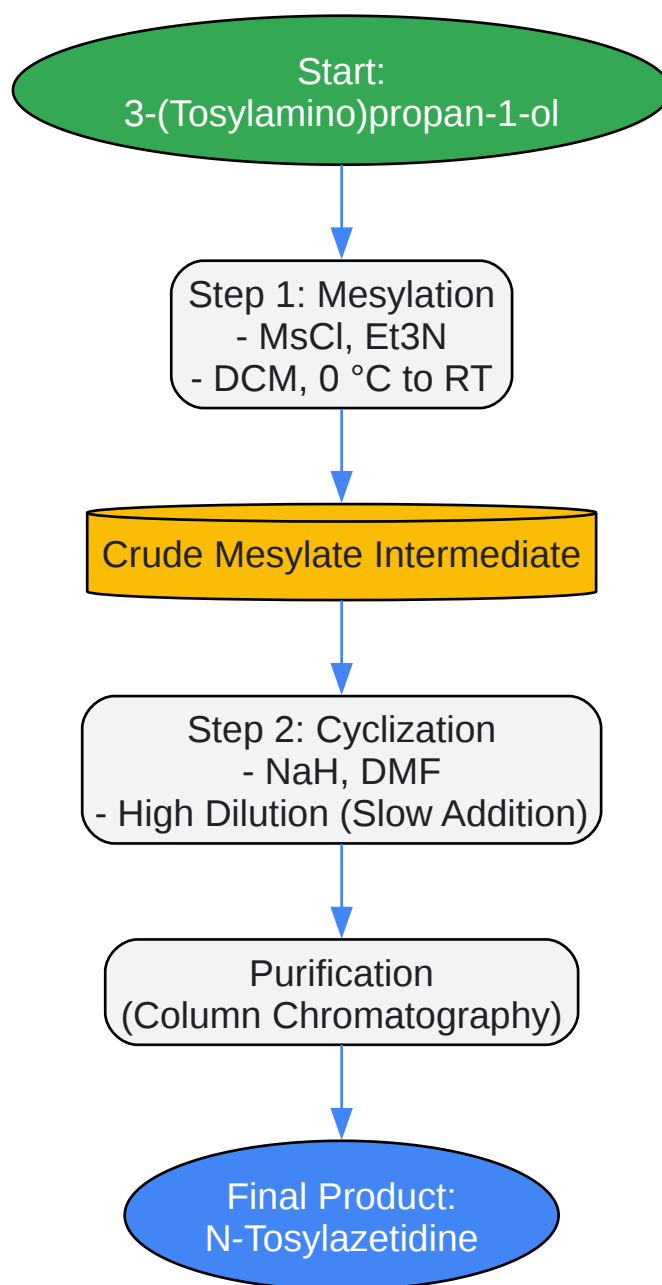 Start:
3-(Tosylamino)propan-1-ol
Step 1: Mesylation
- MsCl, Et3N
- DCM, 0 °C to RT
Crude Mesylate Intermediate
Step 2: Cyclization
- NaH, DMF
- High Dilution (Slow Addition)
Purification
(Column Chromatography)
Final Product:
N-Tosylazetidine